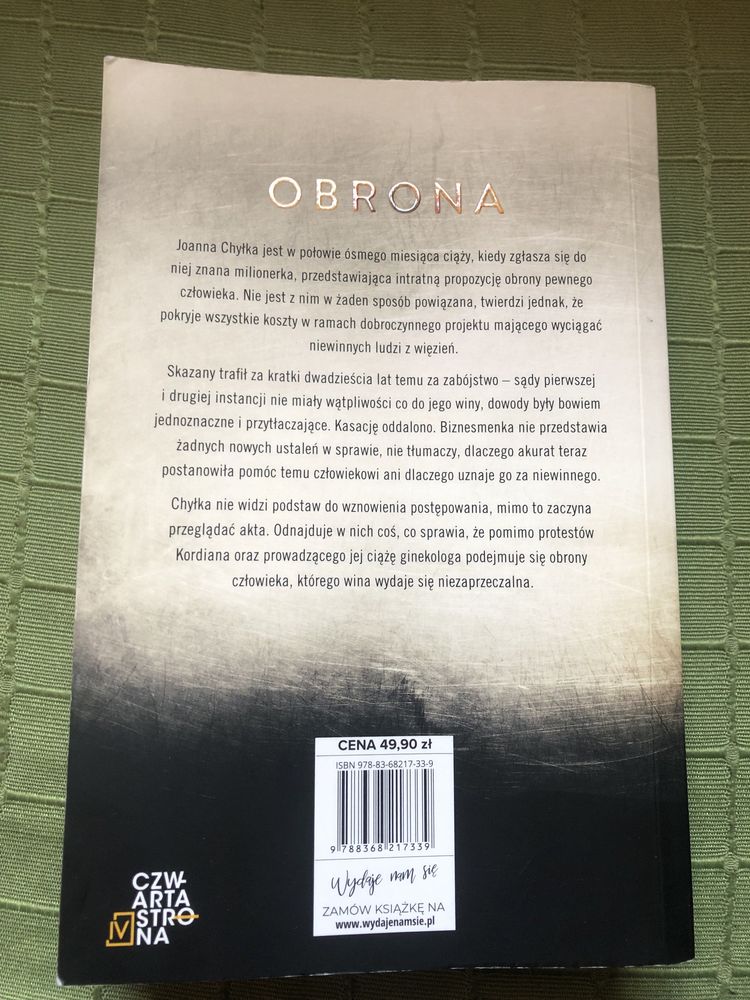 OBRONA
Joanna Chyłka jest w połowie ósmego miesiąca ciąży, kiedy zgłasza się do
niej znana milionerka, przedstawiająca intratną propozycję obrony pewnego
człowieka. Nie jest z nim w żaden sposób powiązana, twierdzi jednak, że
pokryje wszystkie koszty w ramach dobroczynnego projektu mającego wyciągać
niewinnych ludzi z więzień.
Skazany trafił za kratki dwadzieścia lat temu za zabójstwo – sądy pierwszej
i drugiej instancji nie miały wątpliwości co do jego winy, dowody były bowiem
jednoznaczne i przytłaczające. Kasację oddalono. Biznesmenka nie przedstawia
żadnych nowych ustaleń w sprawie, nie tłumaczy, dlaczego akurat teraz
postanowiła pomóc temu człowiekowi ani dlaczego uznaje go za niewinnego.
Chyłka nie widzi podstaw do wznowienia postępowania, mimo to zaczyna
przeglądać akta. Odnajduje w nich coś, co sprawia, że pomimo protestów
Kordiana oraz prowadzącego jej ciążę ginekologa podejmuje się obrony
człowieka, którego wina wydaje się niezaprzeczalna.
CENA 49,90 zł
ISBN 978-83-68217-33-9
9 788368 217339
Wydaje nam się
ZAMÓW KSIĄŻKĘ NA
www.wydajenamsie.pl
CZW
ARTA
STRO
IV NA